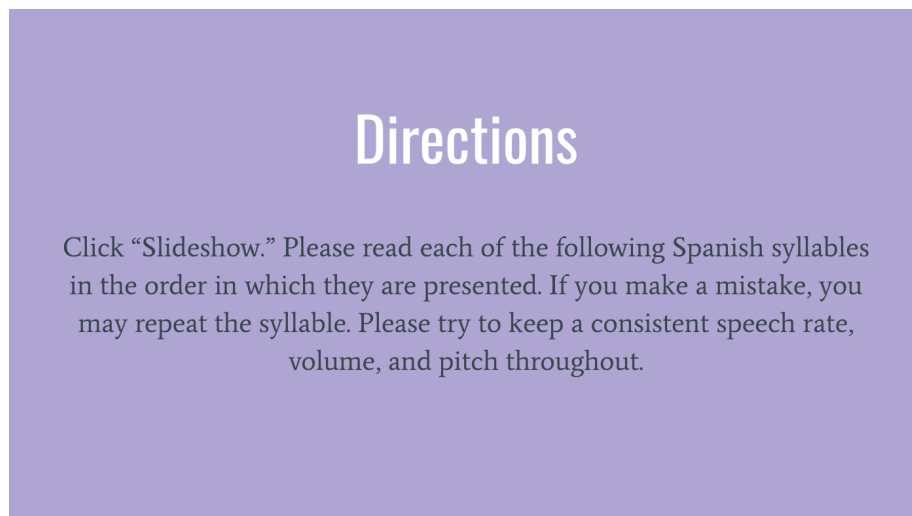 Directions
Click “Slideshow.” Please read each of the following Spanish syllables
in the order in which they are presented. If you make a mistake, you
may repeat the syllable. Please try to keep a consistent speech rate,
volume, and pitch throughout.